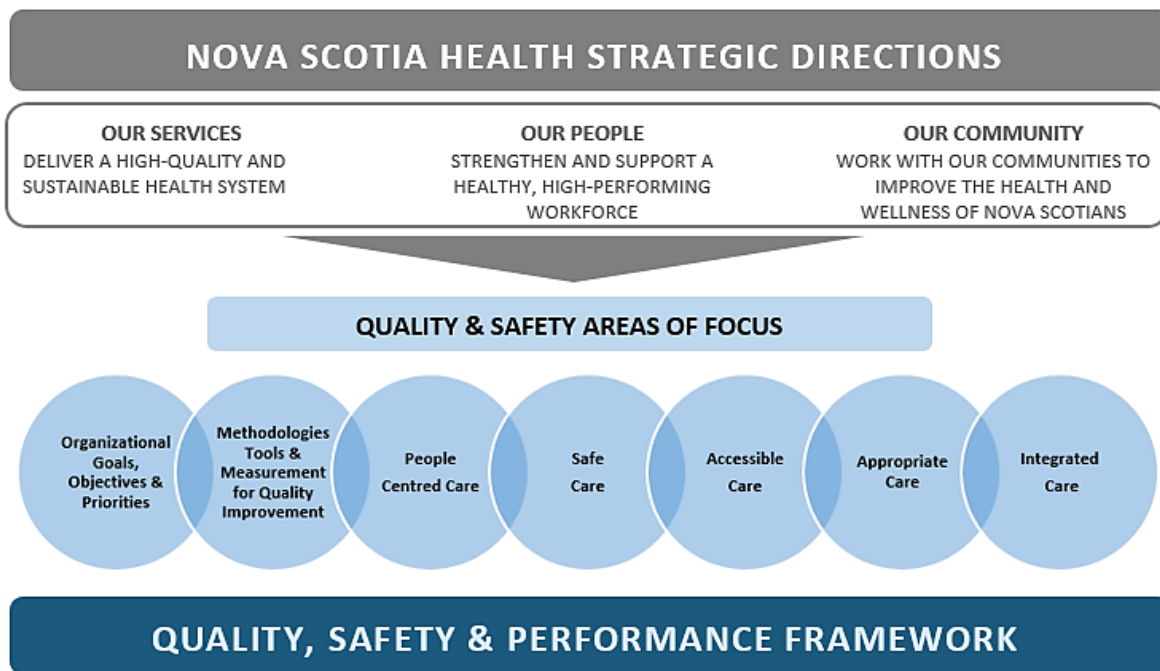 NOVA SCOTIA HEALTH STRATEGIC DIRECTIONS
OUR SERVICES
DELIVER A HIGH-QUALITY AND
SUSTAINABLE HEALTH SYSTEM
OUR PEOPLE
STRENGTHEN AND SUPPORT A
HEALTHY, HIGH-PERFORMING
WORKFORCE
OUR COMMUNITY
WORK WITH OUR COMMUNITIES TO
IMPROVE THE HEALTH AND
WELLNESS OF NOVA SCOTIANS
QUALITY & SAFETY AREAS OF FOCUS
Organizational
Goals,
Objectives &
Priorities
Methodologies
Tools &
Measurement
for Quality
Improvement
People
Centred Care
Safe
Care
Accessible
Care
Appropriate
Care
Integrated
Care
QUALITY, SAFETY & PERFORMANCE FRAMEWORK